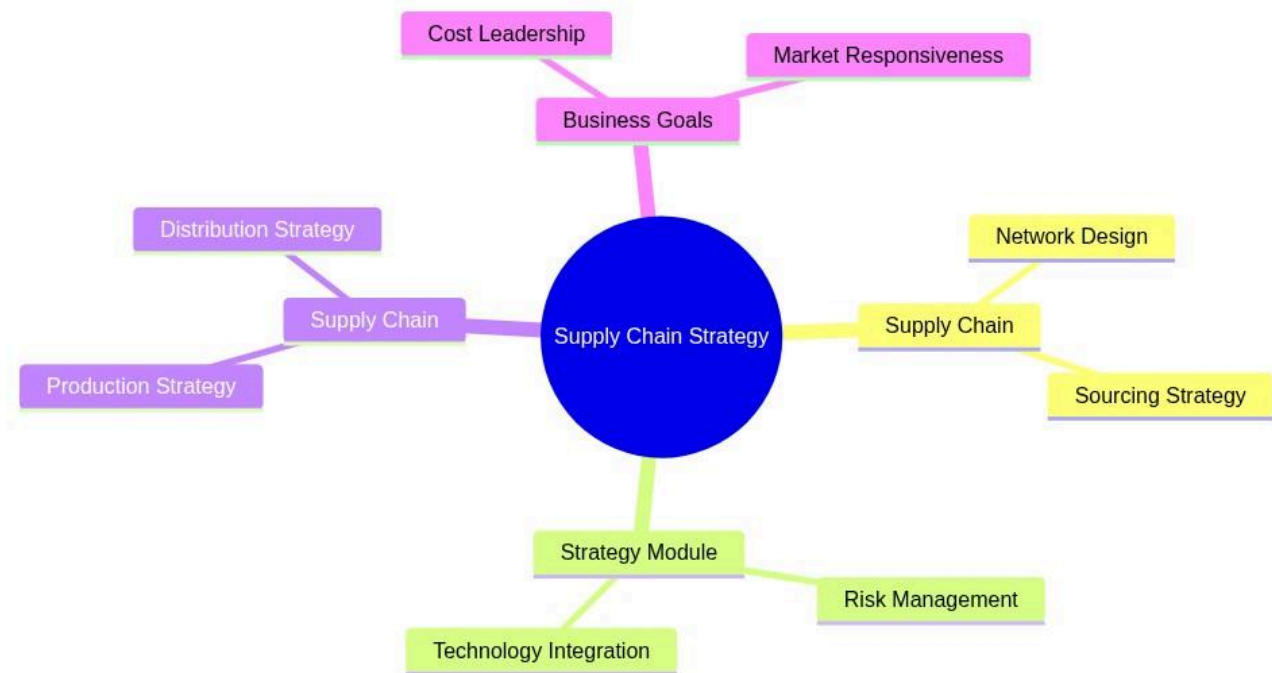 Cost Leadership
Market Responsiveness
Business Goals
Distribution Strategy
Network Design
Supply Chain
Supply Chain
Supply Chain Strategy
Production Strategy
Sourcing Strategy
Strategy Module
Risk Management
Technology Integration